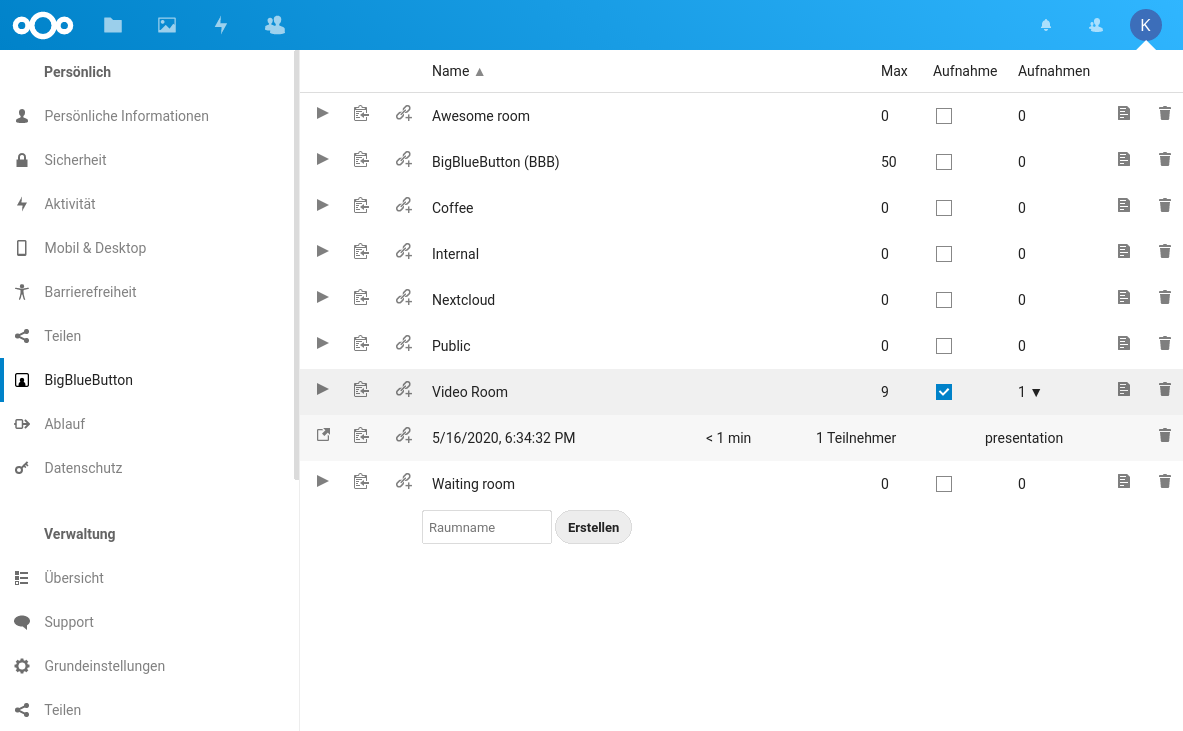 K
Persönlich
Persönliche Informationen
Sicherheit
Aktivität
Mobil & Desktop
Barrierefreiheit
Teilen
BigBlueButton
Ablauf
Datenschutz
Verwaltung
Übersicht
Support
Grundeinstellungen
Teilen
Name ▲ Max Aufnahme Aufnahmen
Awesome room 0 0
BigBlueButton (BBB) 50 0
Coffee 0 0
Internal 0 0
Nextcloud 0 0
Public 0 0
Video Room 9 1 ▼
5/16/2020, 6:34:32 PM < 1 min 1 Teilnehmer presentation
Waiting room 0 0
Raumname Erstellen